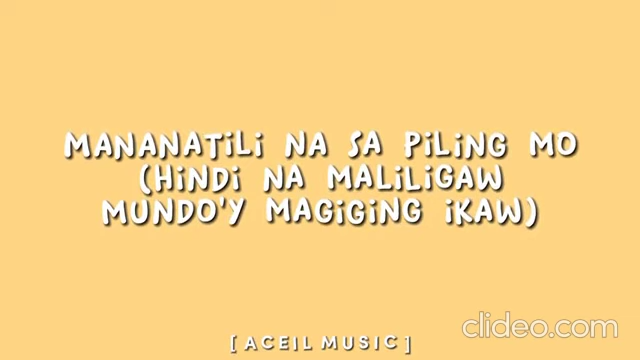 MANANATiLi NA SA PiLiNG MO
(HiNDi NA MALiLiGAW
MUNDO'Y MAGiGiNG iKAW)
[ ACEIL MUSIC ]
clideo.com